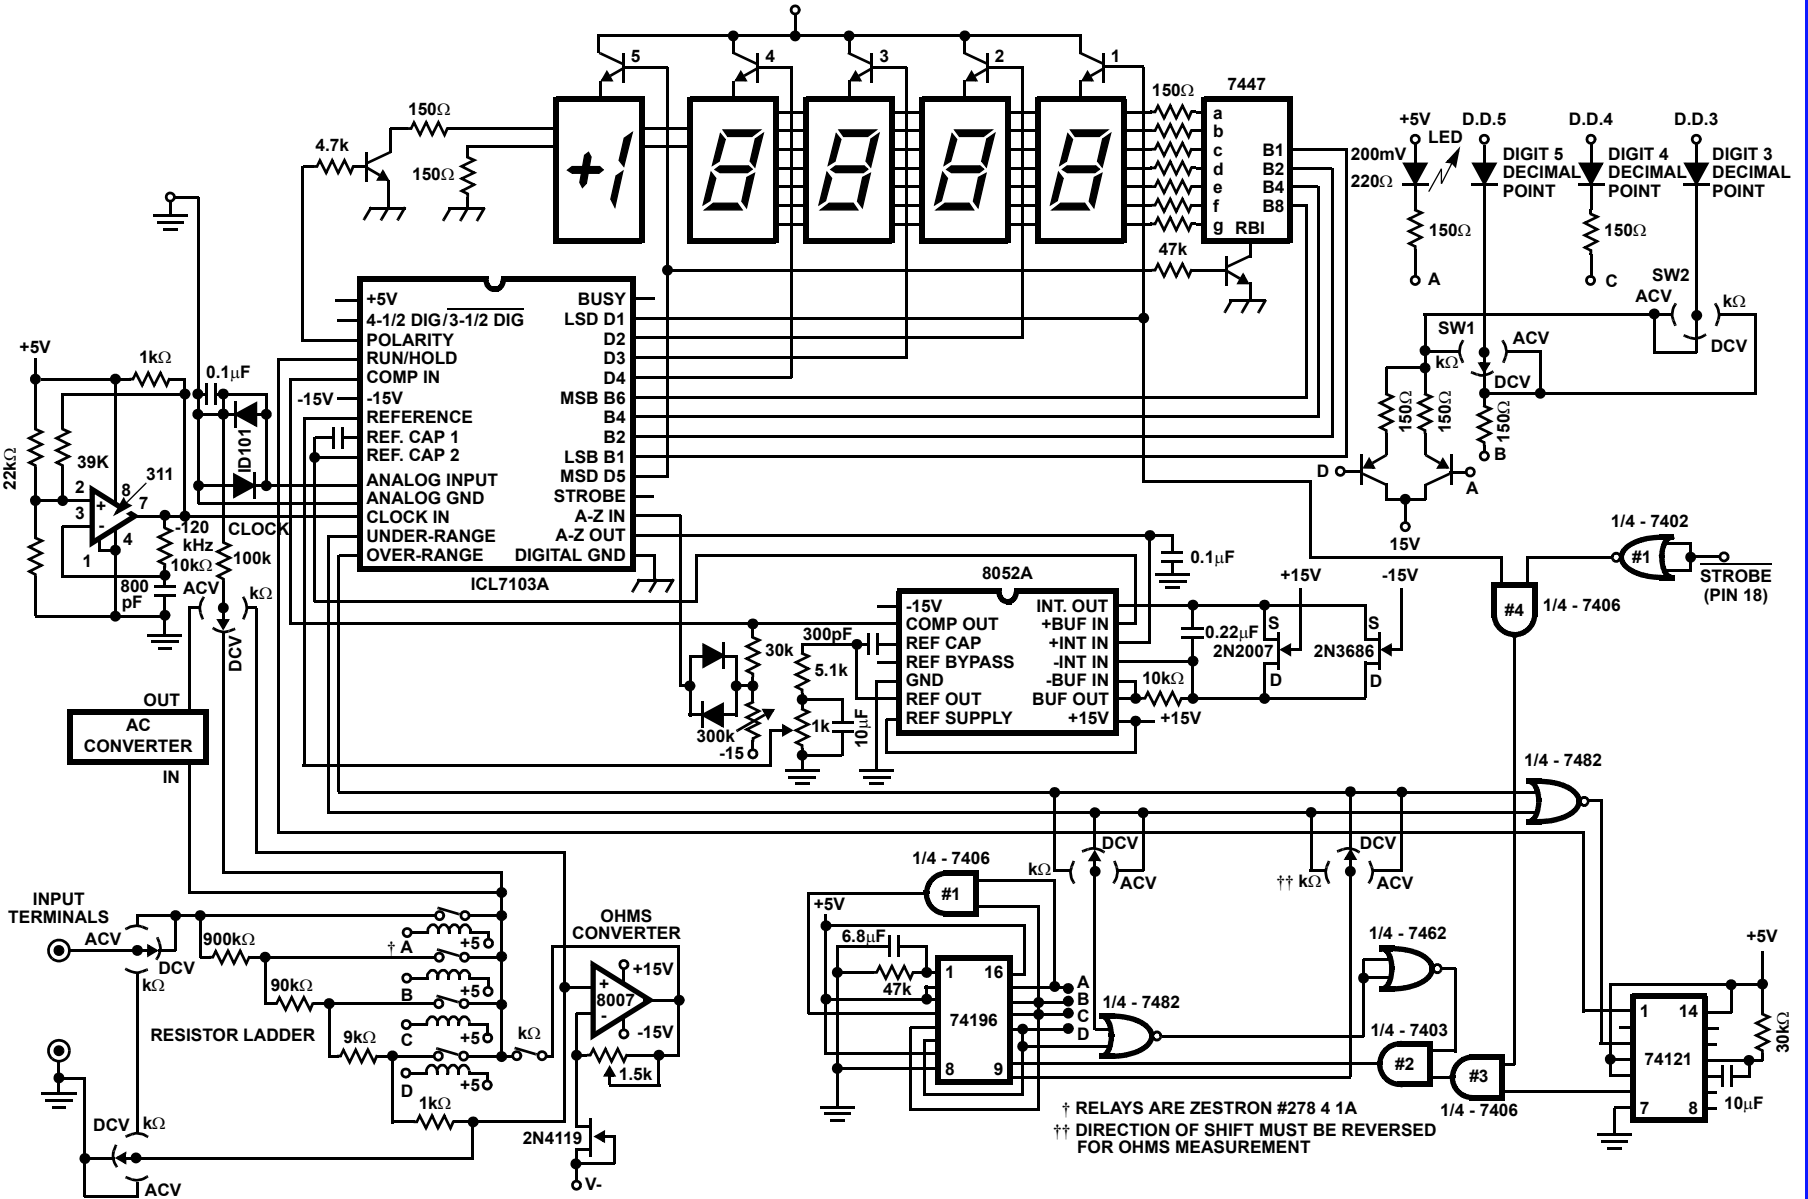 5
4
3
2
1
7447
150Ω
a
b
c
d
e
f
g
B1
B2
B4
B8
RBI
150Ω
4.7k
150Ω
+1
8
8
8
8
47k
+5V
LED
D.D.5
D.D.4
D.D.3
200mV
220Ω
DIGIT 5
DECIMAL
POINT
DIGIT 4
DECIMAL
POINT
DIGIT 3
DECIMAL
POINT
150Ω
150Ω
A
C
SW2
ACV
kΩ
DCV
SW1
ACV
kΩ
DCV
150Ω
150Ω
150Ω
B
D
A
15V
+5V
4-1/2 DIG/3-1/2 DIG
POLARITY
RUN/HOLD
COMP IN
-15V
-15V
REFERENCE
REF. CAP 1
REF. CAP 2
ANALOG INPUT
ANALOG GND
CLOCK IN
UNDER-RANGE
OVER-RANGE
BUSY
LSD D1
D2
D3
D4
MSB B6
B4
B2
LSB B1
MSD D5
STROBE
A-Z IN
A-Z OUT
DIGITAL GND
ICL7103A
+5V
1kΩ
0.1μF
ID101
22kΩ
39K
311
2
3
8
7
+
-
1
4
-120
kHz
10kΩ
CLOCK
100k
800
pF
ACV
kΩ
DCV
OUT
AC
CONVERTER
IN
8052A
-15V
COMP OUT
REF CAP
REF BYPASS
GND
REF OUT
REF SUPPLY
INT. OUT
+BUF IN
+INT IN
-INT IN
-BUF IN
BUF OUT
+15V
300pF
30k
5.1k
1k
10μF
300k
-15
0.1μF
+15V
-15V
0.22μF
S
2N2007
D
S
2N3686
D
10kΩ
+15V
1/4 - 7402
#1
STROBE
(PIN 18)
#4
1/4 - 7406
1/4 - 7482
DCV
kΩ
ACV
DCV
†† kΩ
ACV
1/4 - 7406
#1
+5V
6.8μF
47k
1
16
74196
8
9
A
B
C
D
1/4 - 7482
1/4 - 7462
1/4 - 7403
#2
#3
1/4 - 7406
+5V
1
14
74121
7
8
30kΩ
10μF
INPUT
TERMINALS
ACV
DCV
kΩ
900kΩ
90kΩ
9kΩ
1kΩ
RESISTOR LADDER
† A
+5
B
+5
C
+5
D
+5
kΩ
OHMS
CONVERTER
+15V
+
8007
-
-15V
1.5k
2N4119
V-
DCV
kΩ
ACV
† RELAYS ARE ZESTRON #278 4 1A
†† DIRECTION OF SHIFT MUST BE REVERSED
FOR OHMS MEASUREMENT